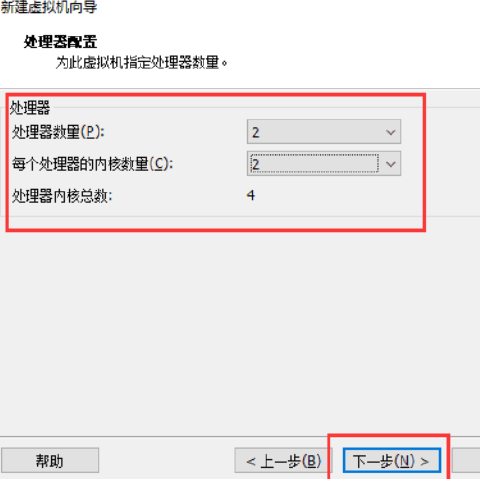 新建虚拟机向导
处理器配置
为此虚拟机指定处理器数量。
处理器
处理器数量(P): 2
每个处理器的内核数量(C): 2
处理器内核总数: 4
帮助 < 上一步(B) 下一步(N) >